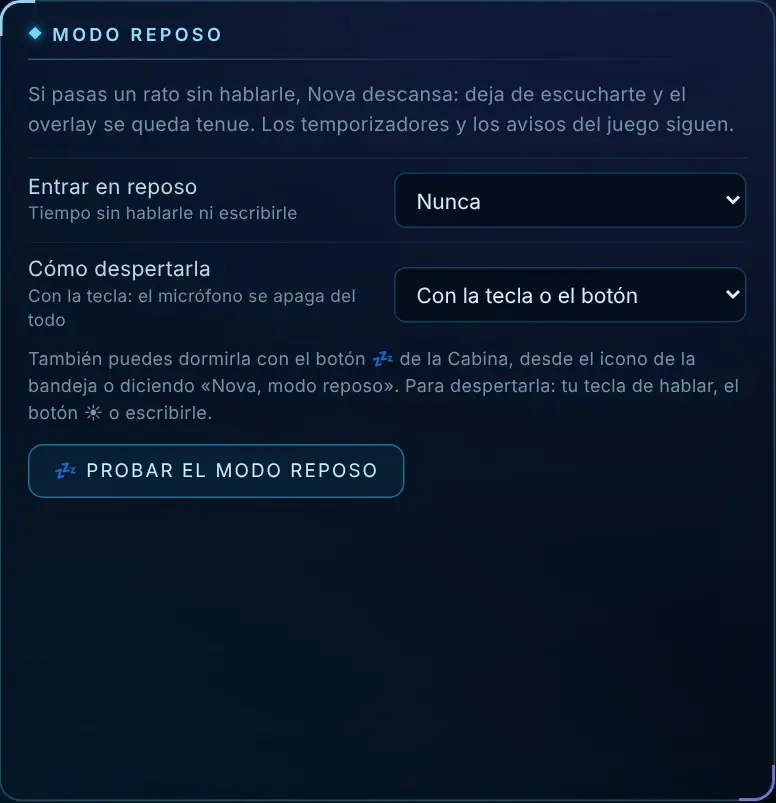 MODO REPOSO
Si pasas un rato sin hablarle, Nova descansa: deja de escucharte y el
overlay se queda tenue. Los temporizadores y los avisos del juego siguen.
Entrar en reposo
Tiempo sin hablarle ni escribirle
Nunca
Cómo despertarla
Con la tecla: el micrófono se apaga del
todo
Con la tecla o el botón
También puedes dormirla con el botón 💤 de la Cabina, desde el icono de la
bandeja o diciendo «Nova, modo reposo». Para despertarla: tu tecla de hablar, el
botón ☀ o escribirle.
💤 PROBAR EL MODO REPOSO